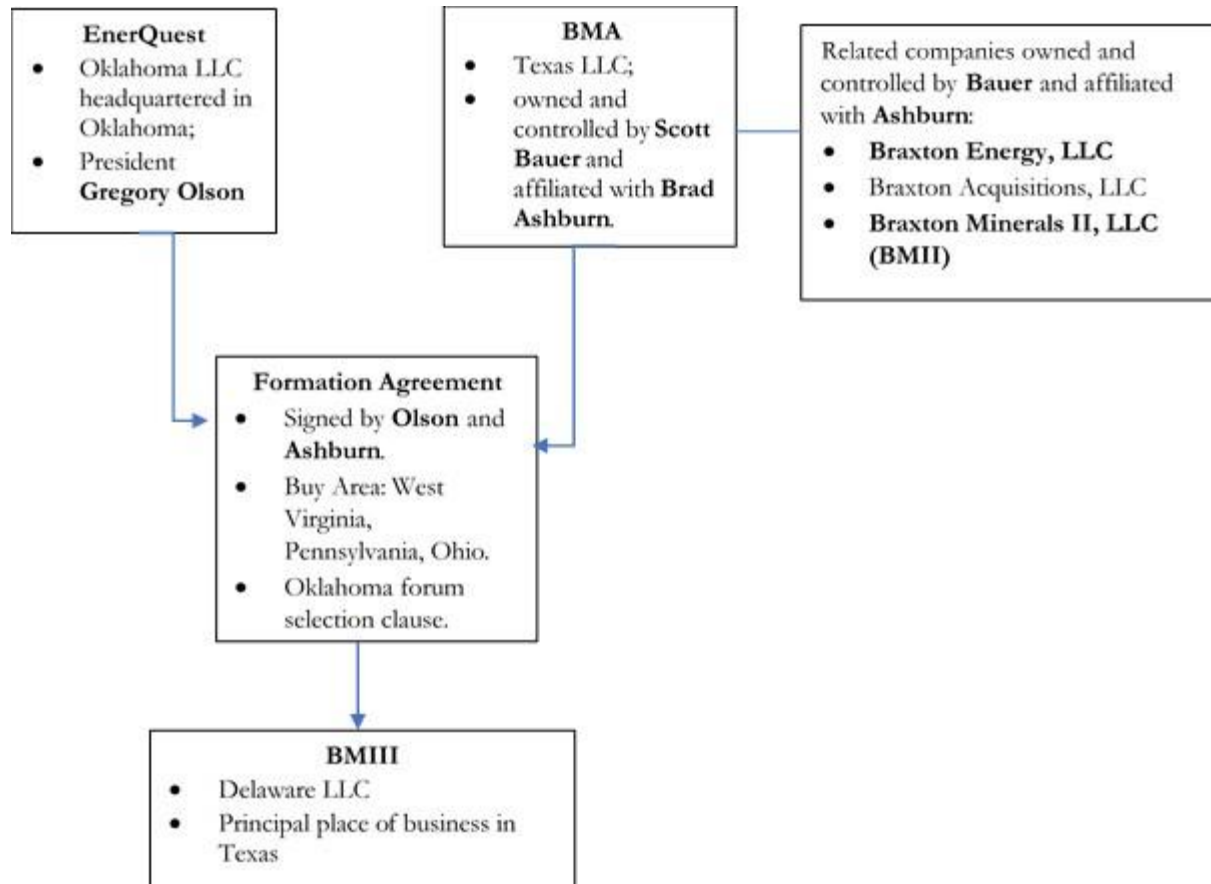 EnerQuest
• Oklahoma LLC
headquartered in
Oklahoma;
• President
Gregory Olson
BMA
• Texas LLC;
• owned and
controlled by Scott
Bauer and
affiliated with Brad
Ashburn.
Related companies owned and
controlled by Bauer and affiliated
with Ashburn:
• Braxton Energy, LLC
• Braxton Acquisitions, LLC
• Braxton Minerals II, LLC
(BMII)
Formation Agreement
• Signed by Olson and
Ashburn.
• Buy Area: West
Virginia,
Pennsylvania, Ohio.
• Oklahoma forum
selection clause.
BMIII
• Delaware LLC
• Principal place of business in
Texas